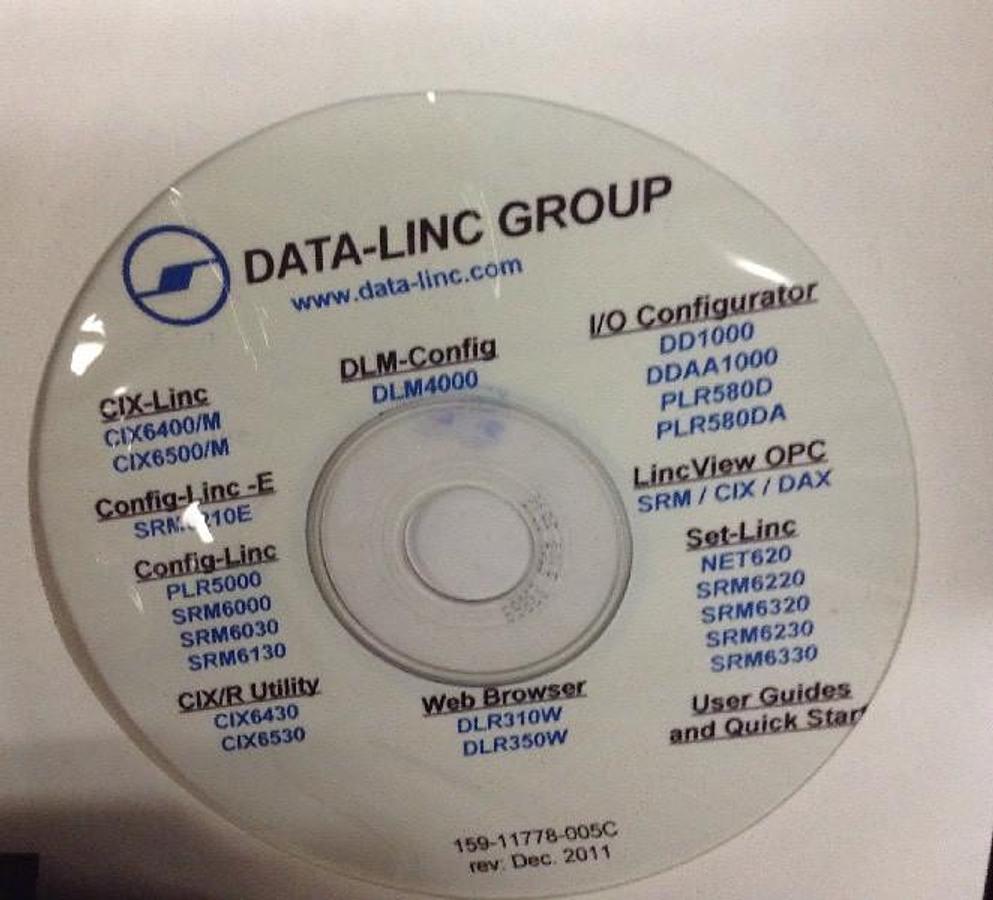 DATA-LINC GROUP
www.data-linc.com
CIX-Linc
CIX6400/M
CIX6500/M
Config-Linc -E
Config-Linc
PLR5000
SRM6000
SRM6030
SRM6130
CIX/R Utility
CIX6430
CIX6530
DLM-Config
DLM4000
Web Browser
DLR310W
DLR350W
I/O Configurator
DD1000
DDAA1000
PLR580D
PLR580DA
LincView OPC
SRM / CIX / DAX
Set-Linc
NET620
SRM6220
SRM6320
SRM6230
SRM6330
User Guides
and Quick Start
159-11778-005C
rev: Dec. 2011